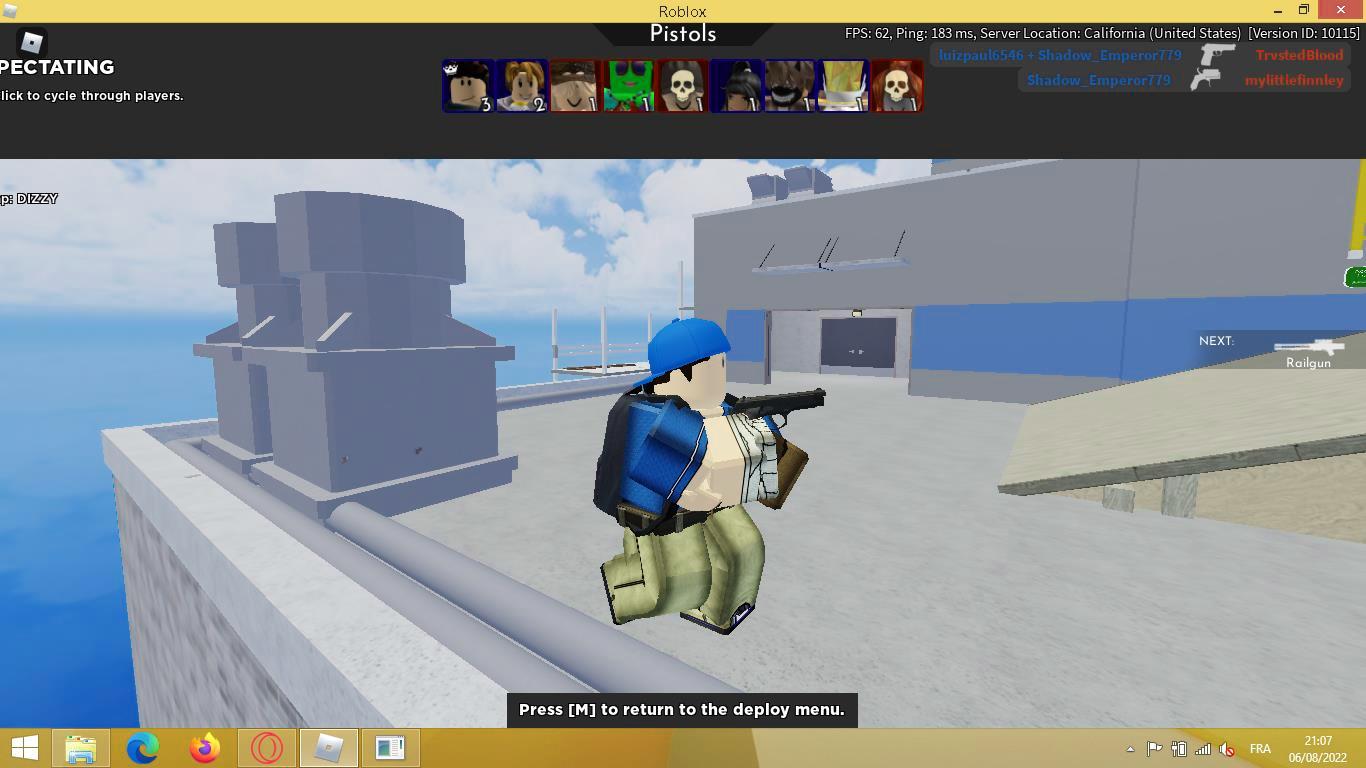 Roblox
Pistols
FPS: 62, Ping: 183 ms, Server Location: California (United States) [Version ID: 10115]
PECTATING
lick to cycle through players.
luizpaul6546 + Shadow_Emperor779 TrvstedBlood
Shadow_Emperor779 mylittlefinnley
3 2 1 1 1 1 1 1 1
p: DIZZY
NEXT:
Railgun
Press [M] to return to the deploy menu.
FRA
21:07
06/08/2022